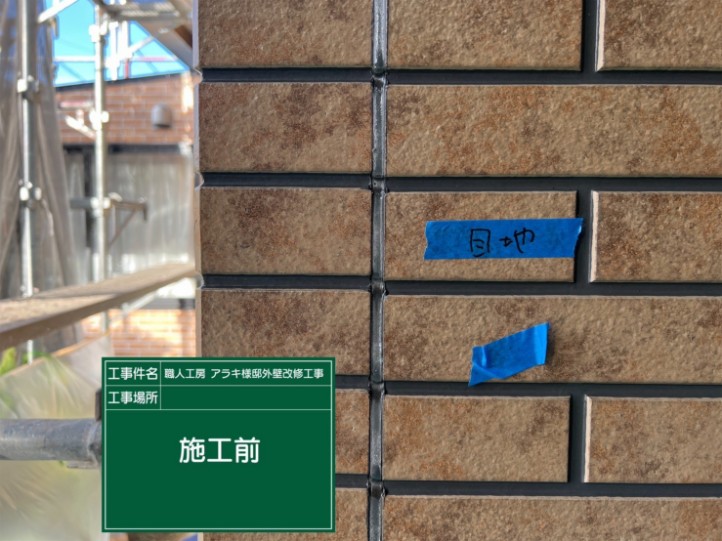 目地
工事件名 職人工房 アラキ様邸外壁改修工事
工事場所
施工前